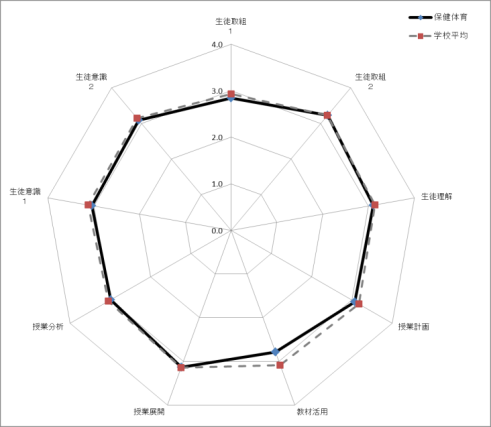 生徒取組
1
保健体育
学校平均
4.0
3.0
2.0
1.0
0.0
生徒取組
2
生徒理解
授業計画
教材活用
授業展開
授業分析
生徒意識
1
生徒意識
2